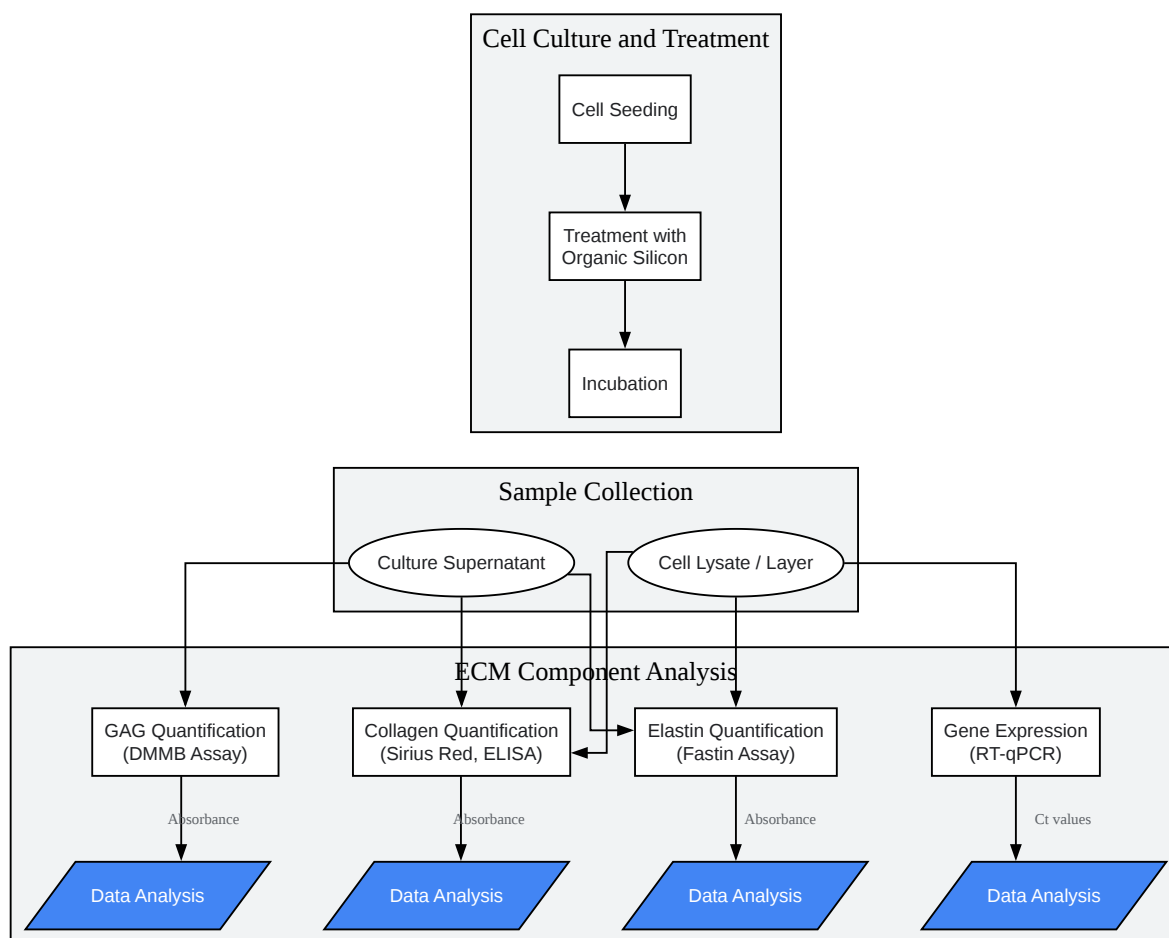 Cell Culture and Treatment
Cell Seeding
Treatment with
Organic Silicon
Incubation
Sample Collection
Culture Supernatant
Cell Lysate / Layer
ECM Component Analysis
GAG Quantification
(DMMB Assay)
Collagen Quantification
(Sirius Red, ELISA)
Elastin Quantification
(Fastin Assay)
Gene Expression
(RT-qPCR)
Absorbance
Absorbance
Absorbance
Ct values
Data Analysis
Data Analysis
Data Analysis
Data Analysis